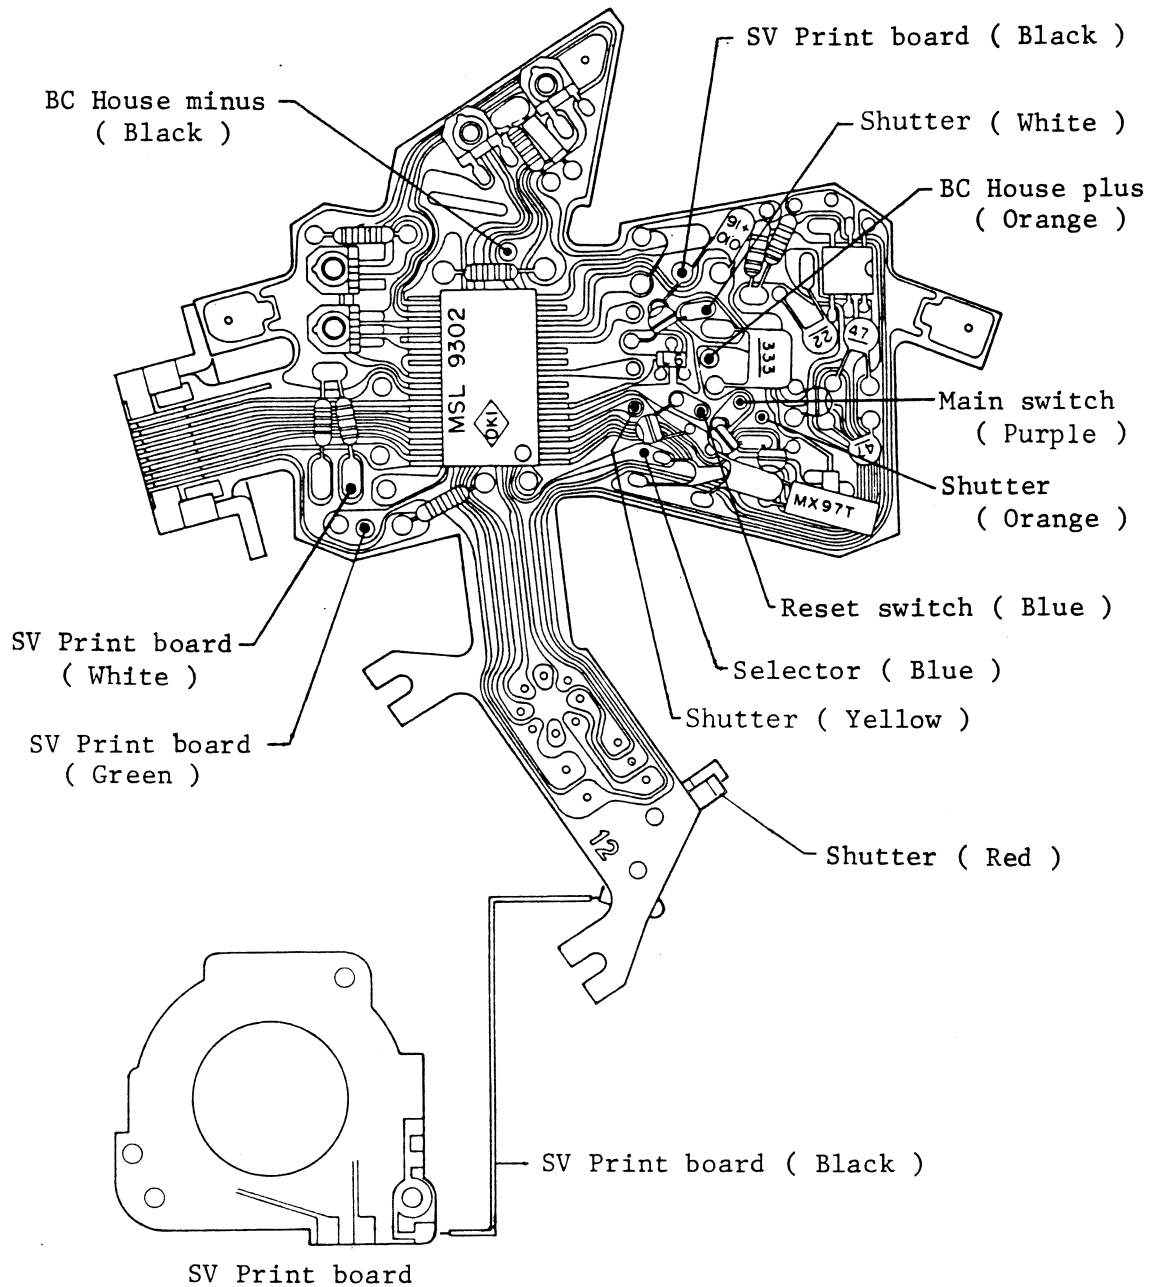 SV Print board ( Black )
BC House minus
( Black )
Shutter ( White )
BC House plus
( Orange )
+16
010
MSL 9302
OKI
333
22
47
Main switch
( Purple )
47
Shutter
( Orange )
MX97T
Reset switch ( Blue )
SV Print board
( White )
Selector ( Blue )
Shutter ( Yellow )
SV Print board
( Green )
12
Shutter ( Red )
SV Print board ( Black )
SV Print board